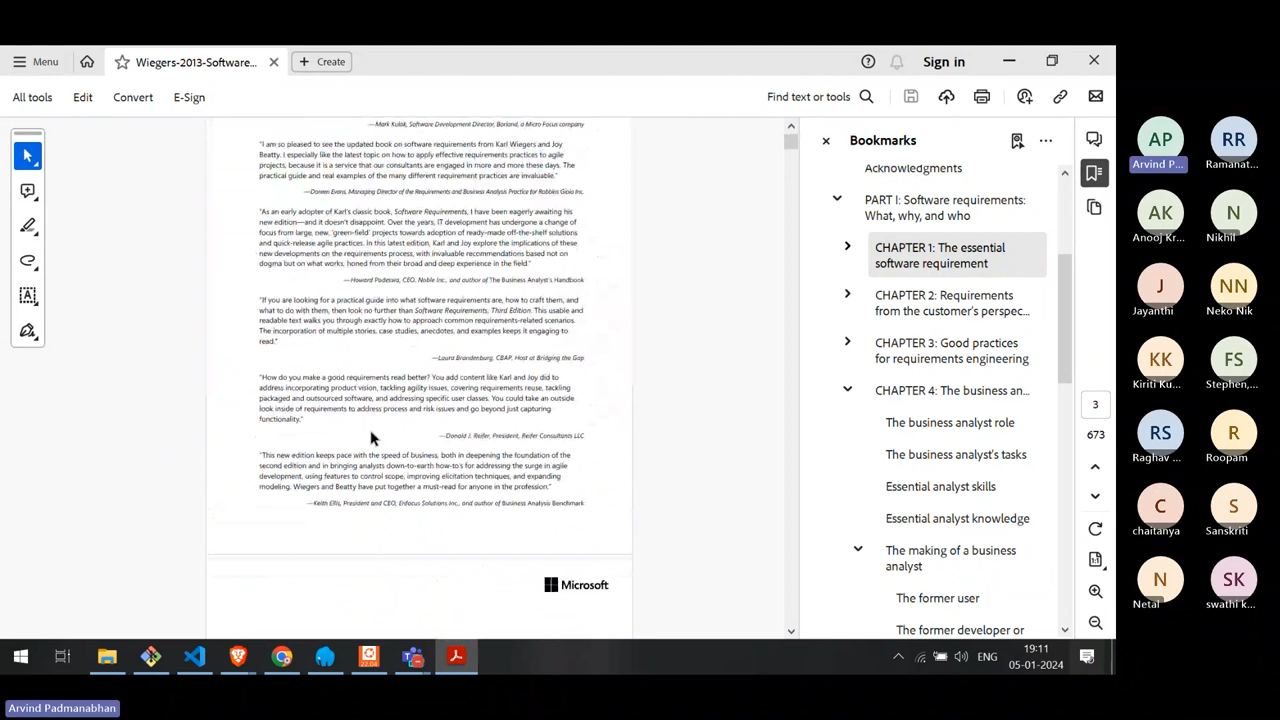 Menu
Wiegers-2013-Software...
Create
Sign in
All tools
Edit
Convert
E-Sign
Find text or tools
—Mark Kulak, Software Development Director, Borland, a Micro Focus company
"I am so pleased to see the updated book on software requirements from Karl Wiegers and Joy
Beatty. I especially like the latest topic on how to apply effective requirements practices to agile
projects, because it is a service that our consultants are engaged in more and more these days. The
practical guide and real examples of the many different requirement practices are invaluable."
—Doreen Evans, Managing Director of the Requirements and Business Analysis Practice for Robbins Gioia Inc.
"As an early adopter of Karl's classic book, Software Requirements, I have been eagerly awaiting his
new edition—and it doesn't disappoint. Over the years, IT development has undergone a change of
focus from large, new, 'green-field' projects towards adoption of ready-made off-the-shelf solutions
and quick-release agile practices. In this latest edition, Karl and Joy explore the implications of these
new developments on the requirements process, with invaluable recommendations based not on
dogma but on what works, honed from their broad and deep experience in the field."
—Howard Podeswa, CEO, Noble Inc., and author of The Business Analyst's Handbook
"If you are looking for a practical guide into what software requirements are, how to craft them, and
what to do with them, then look no further than Software Requirements, Third Edition. This usable and
readable text walks you through exactly how to approach common requirements-related scenarios.
The incorporation of multiple stories, case studies, anecdotes, and examples keeps it engaging to
read."
—Laura Brandenburg, CBAP, Host at Bridging the Gap
"How do you make a good requirements read better? You add content like Karl and Joy did to
address incorporating product vision, tackling agility issues, covering requirements reuse, tackling
packaged and outsourced software, and addressing specific user classes. You could take an outside
look inside of requirements to address process and risk issues and go beyond just capturing
functionality."
—Donald J. Reifer, President, Reifer Consultants LLC
"This new edition keeps pace with the speed of business, both in deepening the foundation of the
second edition and in bringing analysts down-to-earth how-to's for addressing the surge in agile
development, using features to control scope, improving elicitation techniques, and expanding
modeling. Wiegers and Beatty have put together a must-read for anyone in the profession."
—Keith Ellis, President and CEO, Enfocus Solutions Inc., and author of Business Analysis Benchmark
Microsoft
Bookmarks
Acknowledgments
PART I: Software requirements:
What, why, and who
CHAPTER 1: The essential
software requirement
CHAPTER 2: Requirements
from the customer's perspec...
CHAPTER 3: Good practices
for requirements engineering
CHAPTER 4: The business an...
The business analyst role
The business analyst's tasks
Essential analyst skills
Essential analyst knowledge
The making of a business
analyst
The former user
The former developer or
3
673
1:1
AP
Arvind P...
RR
Ramanat...
AK
Anooj Kr...
N
Nikhil
J
Jayanthi
NN
Neko Nik
KK
Kiriti Ku...
FS
Stephen,...
RS
Raghav ...
R
Roopam
C
chaitanya
S
Sanskriti
N
Netai
SK
swathi k...
22.04
ENG
19:11
05-01-2024
Arvind Padmanabhan